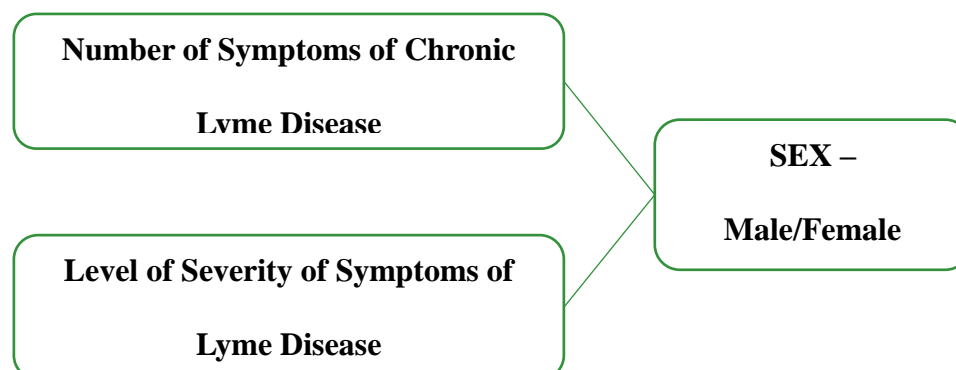 Number of Symptoms of Chronic
Lyme Disease
SEX –
Male/Female
Level of Severity of Symptoms of
Lyme Disease